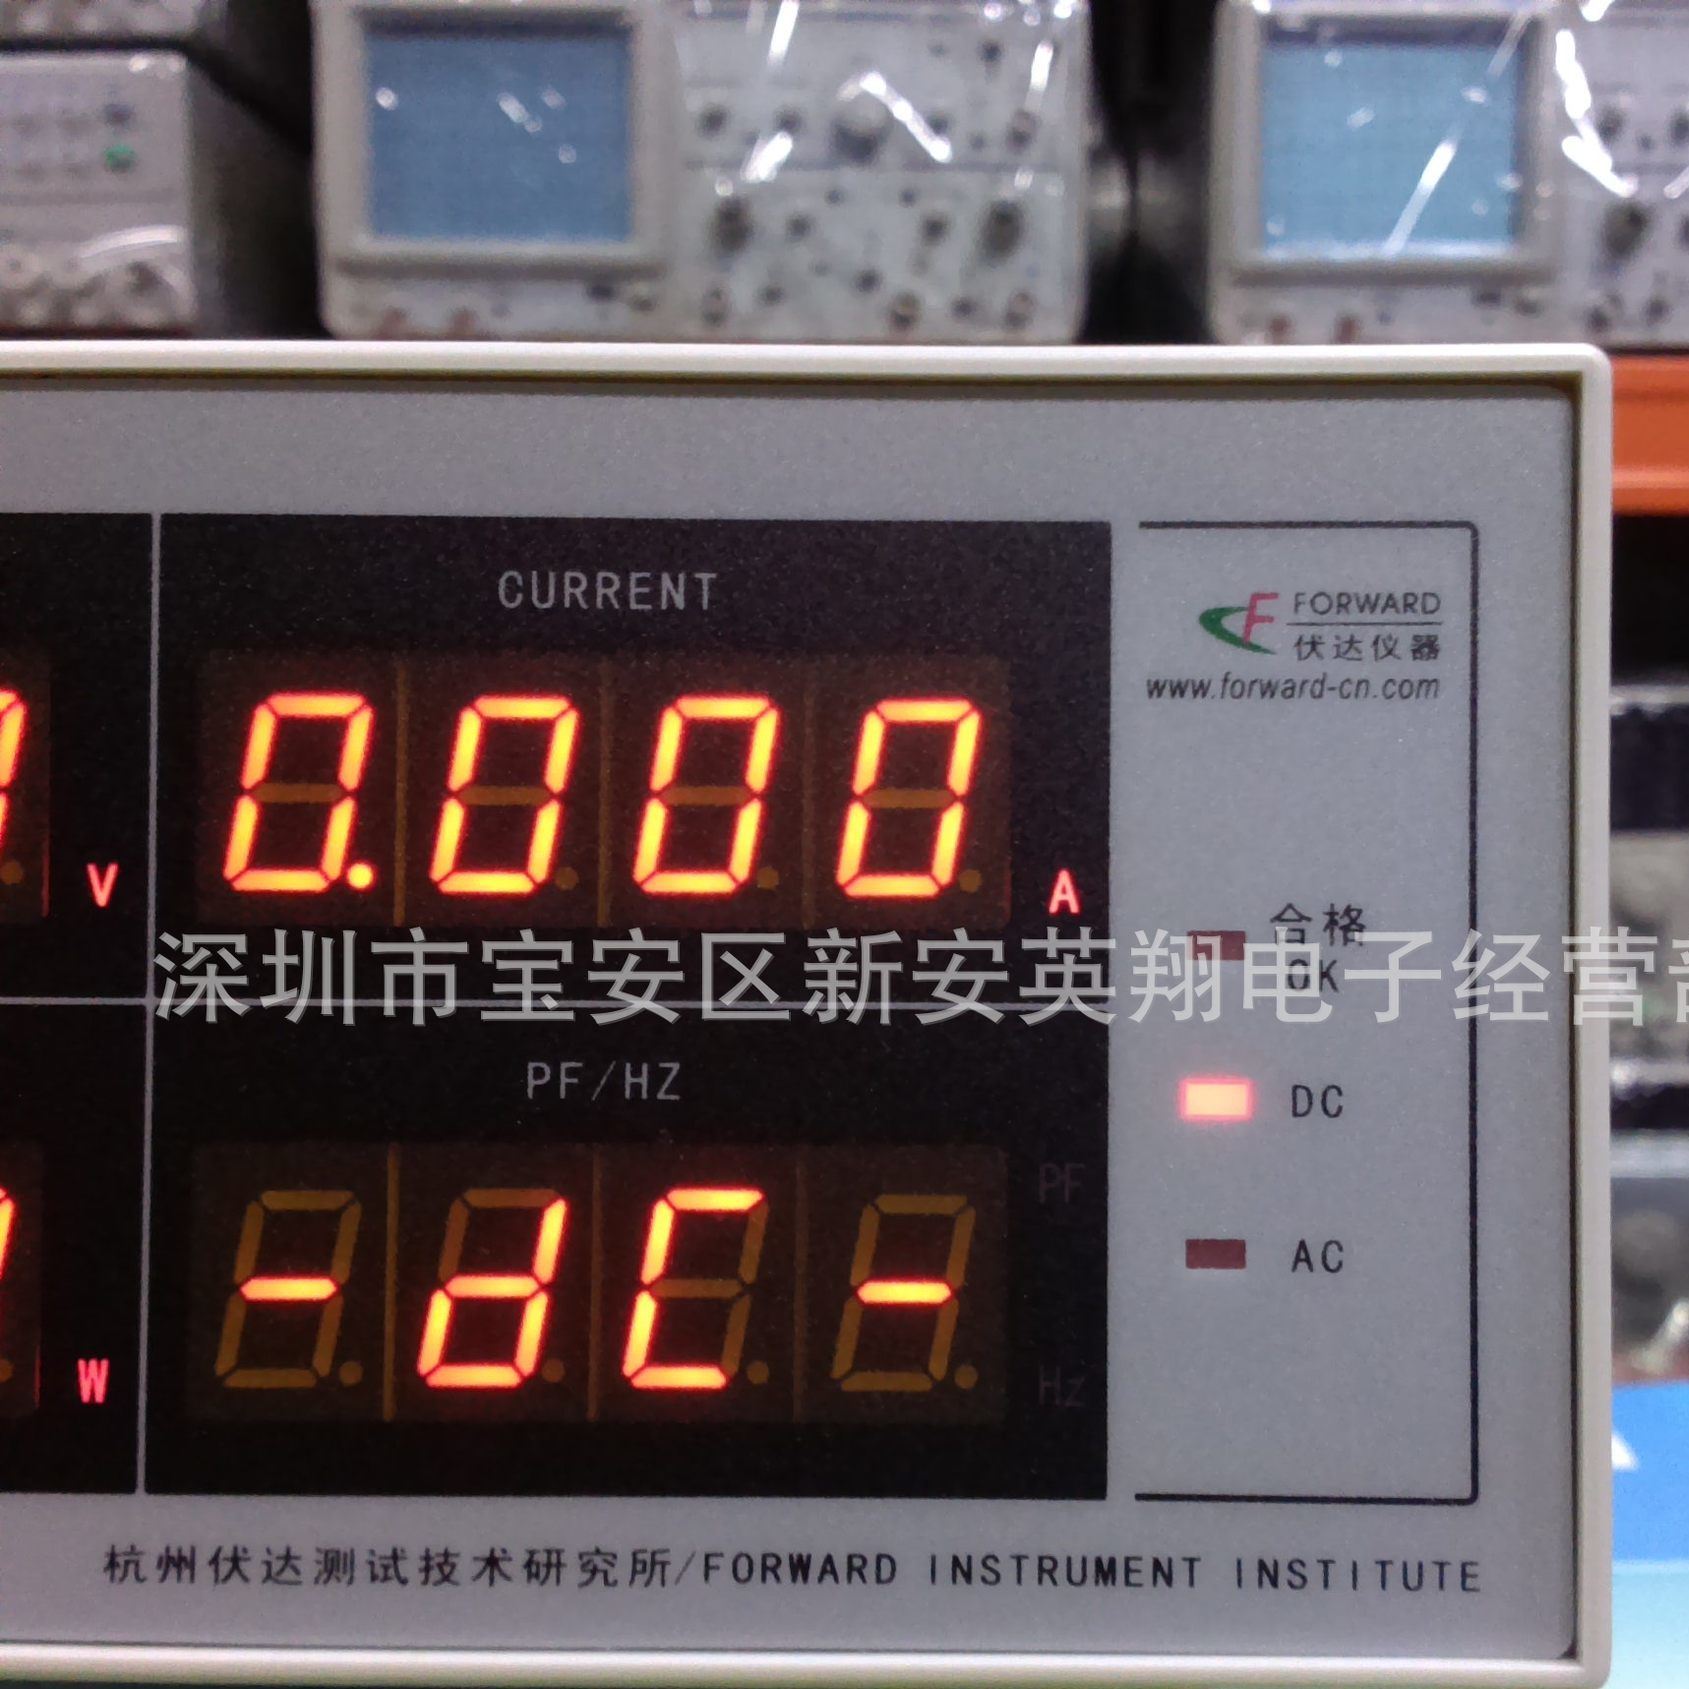 CURRENT
FORWARD
伏达仪器
www.forward-cn.com
0.000
V
A
合格
OK
深圳市宝安区新安英翔电子经营部
PF/HZ
DC
PF
-dC-
AC
W
Hz
杭州伏达测试技术研究所/FORWARD INSTRUMENT INSTITUTE